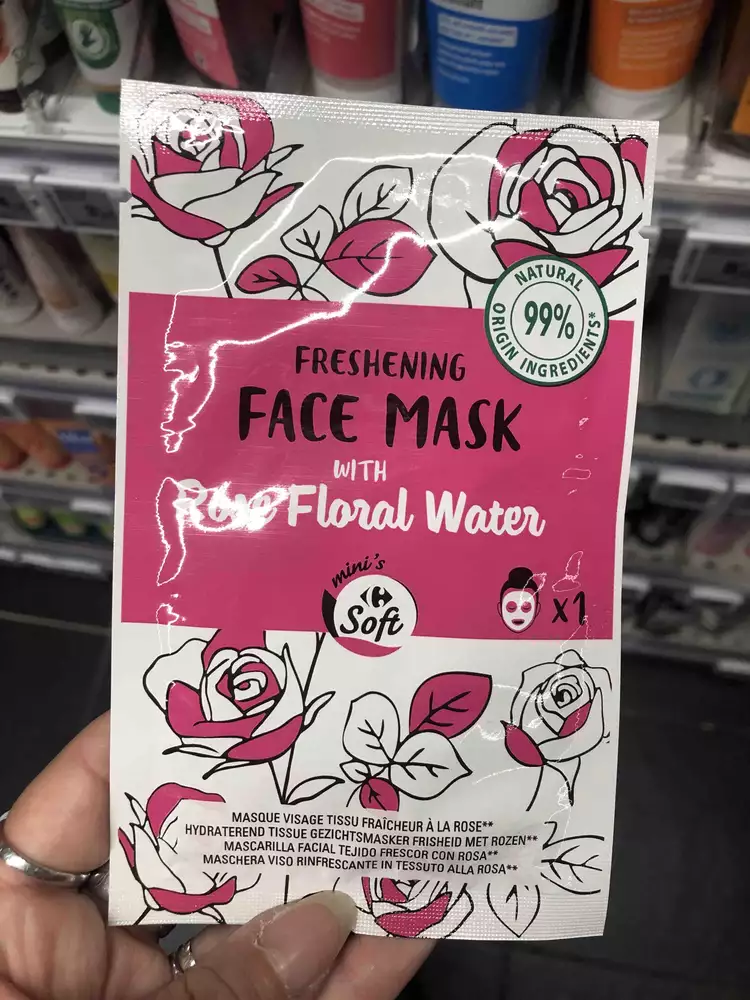 NATURAL
99%
ORIGIN INGREDIENTS*
FRESHENING
FACE MASK
WITH
Rose Floral Water
mini's
Soft
x1
MASQUE VISAGE TISSU FRAÎCHEUR À LA ROSE**
HYDRATEREND TISSUE GEZICHTSMASKER FRISHEID MET ROZEN**
MASCARILLA FACIAL TEJIDO FRESCOR CON ROSA**
MASCHERA VISO RINFRESCANTE IN TESSUTO ALLA ROSA**